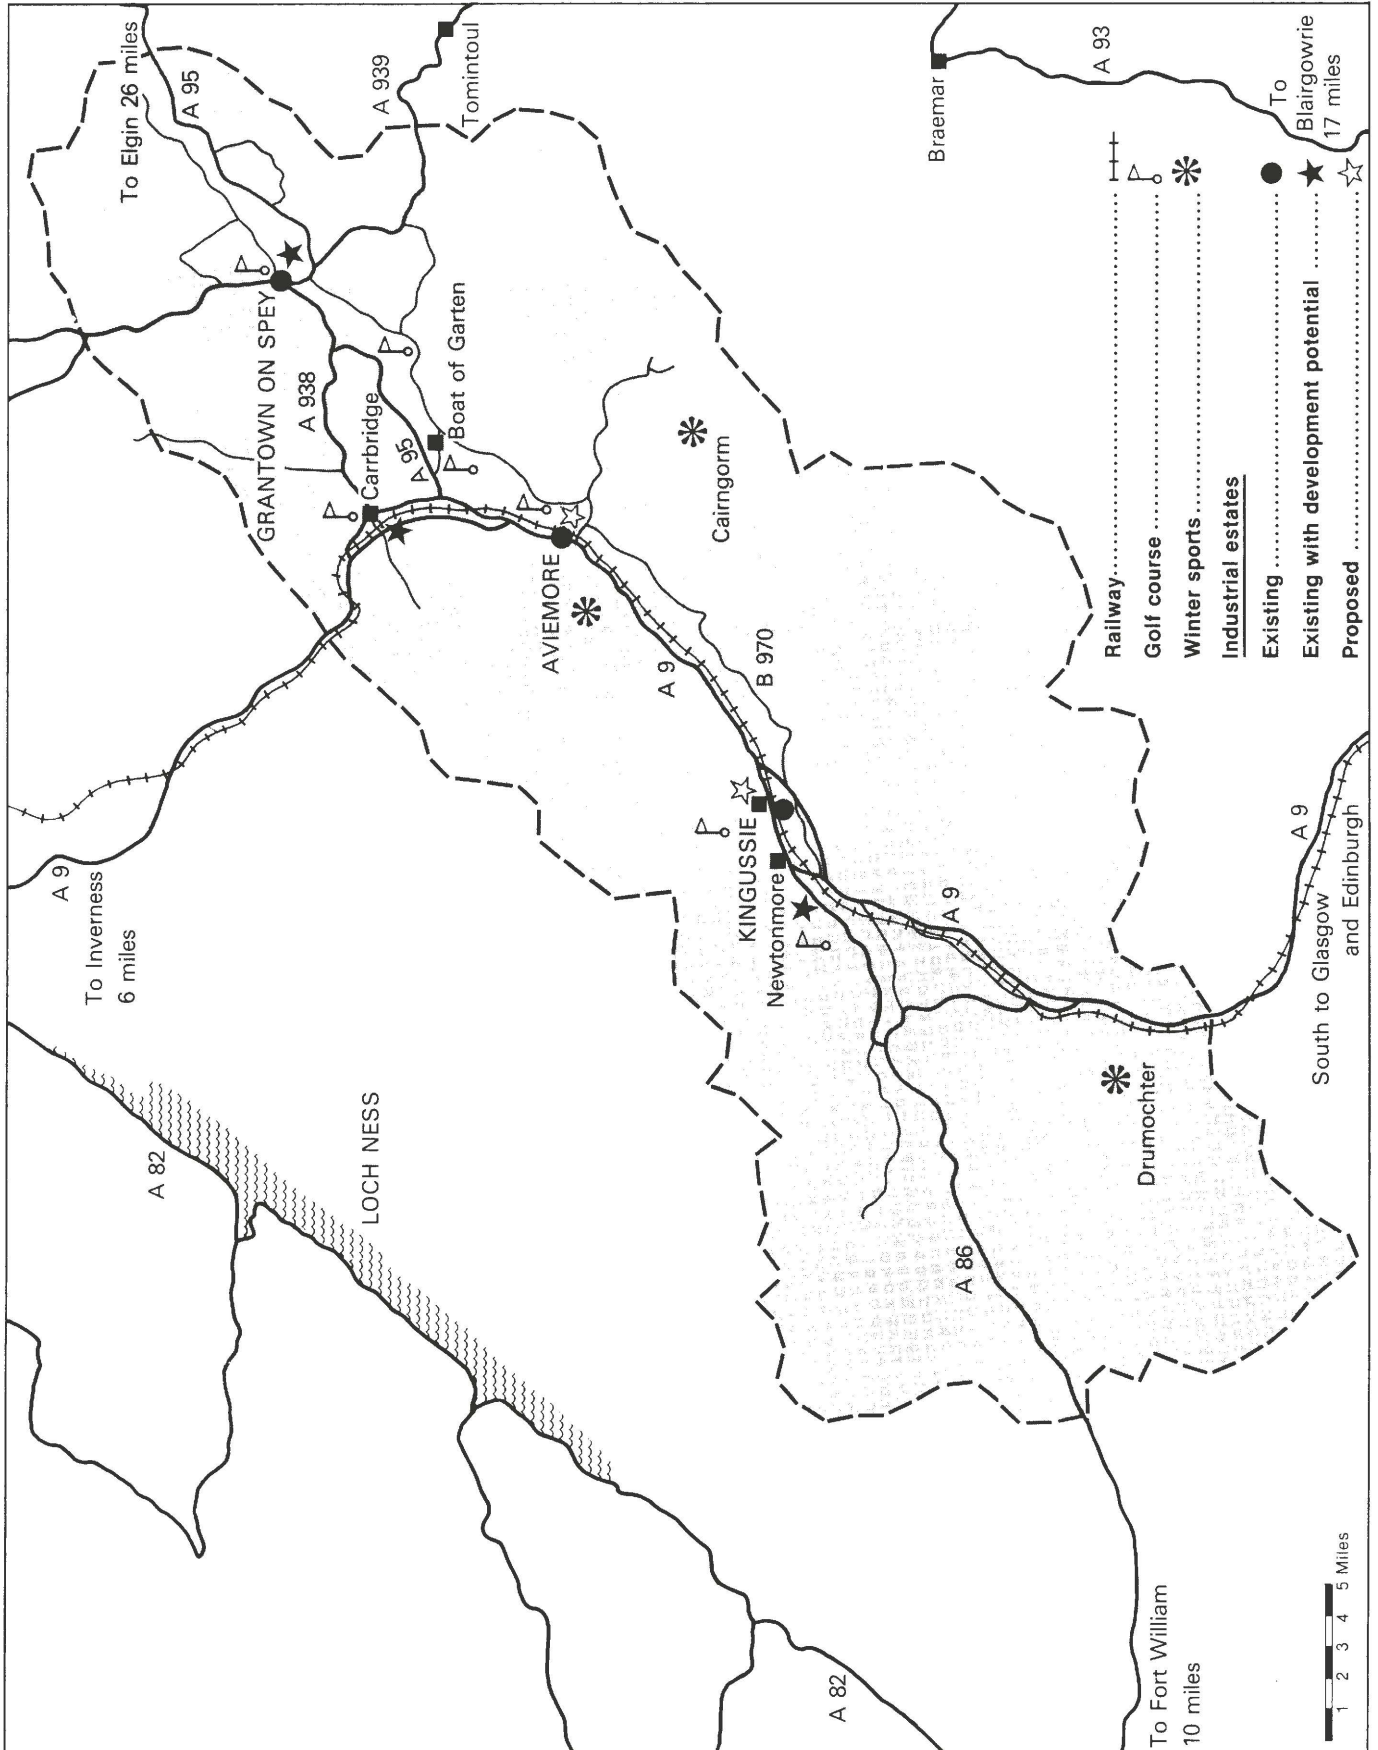 To Elgin 26 miles
A 95
A 939
Tomintoul
GRANTOWN ON SPEY
A 938
Carrbridge
A 95
Boat of Garten
AVIEMORE
Cairngorm
A 9
B 970
A 9
To Inverness
6 miles
KINGUSSIE
Newtonmore
A 9
LOCH NESS
A 82
Drumochter
A 86
A 82
To Fort William
10 miles
South to Glasgow
and Edinburgh
A 9
Braemar
A 93
To
Blairgowrie
17 miles
Railway
Golf course
Winter sports
Industrial estates
Existing
Existing with development potential
Proposed
1 2 3 4 5 Miles